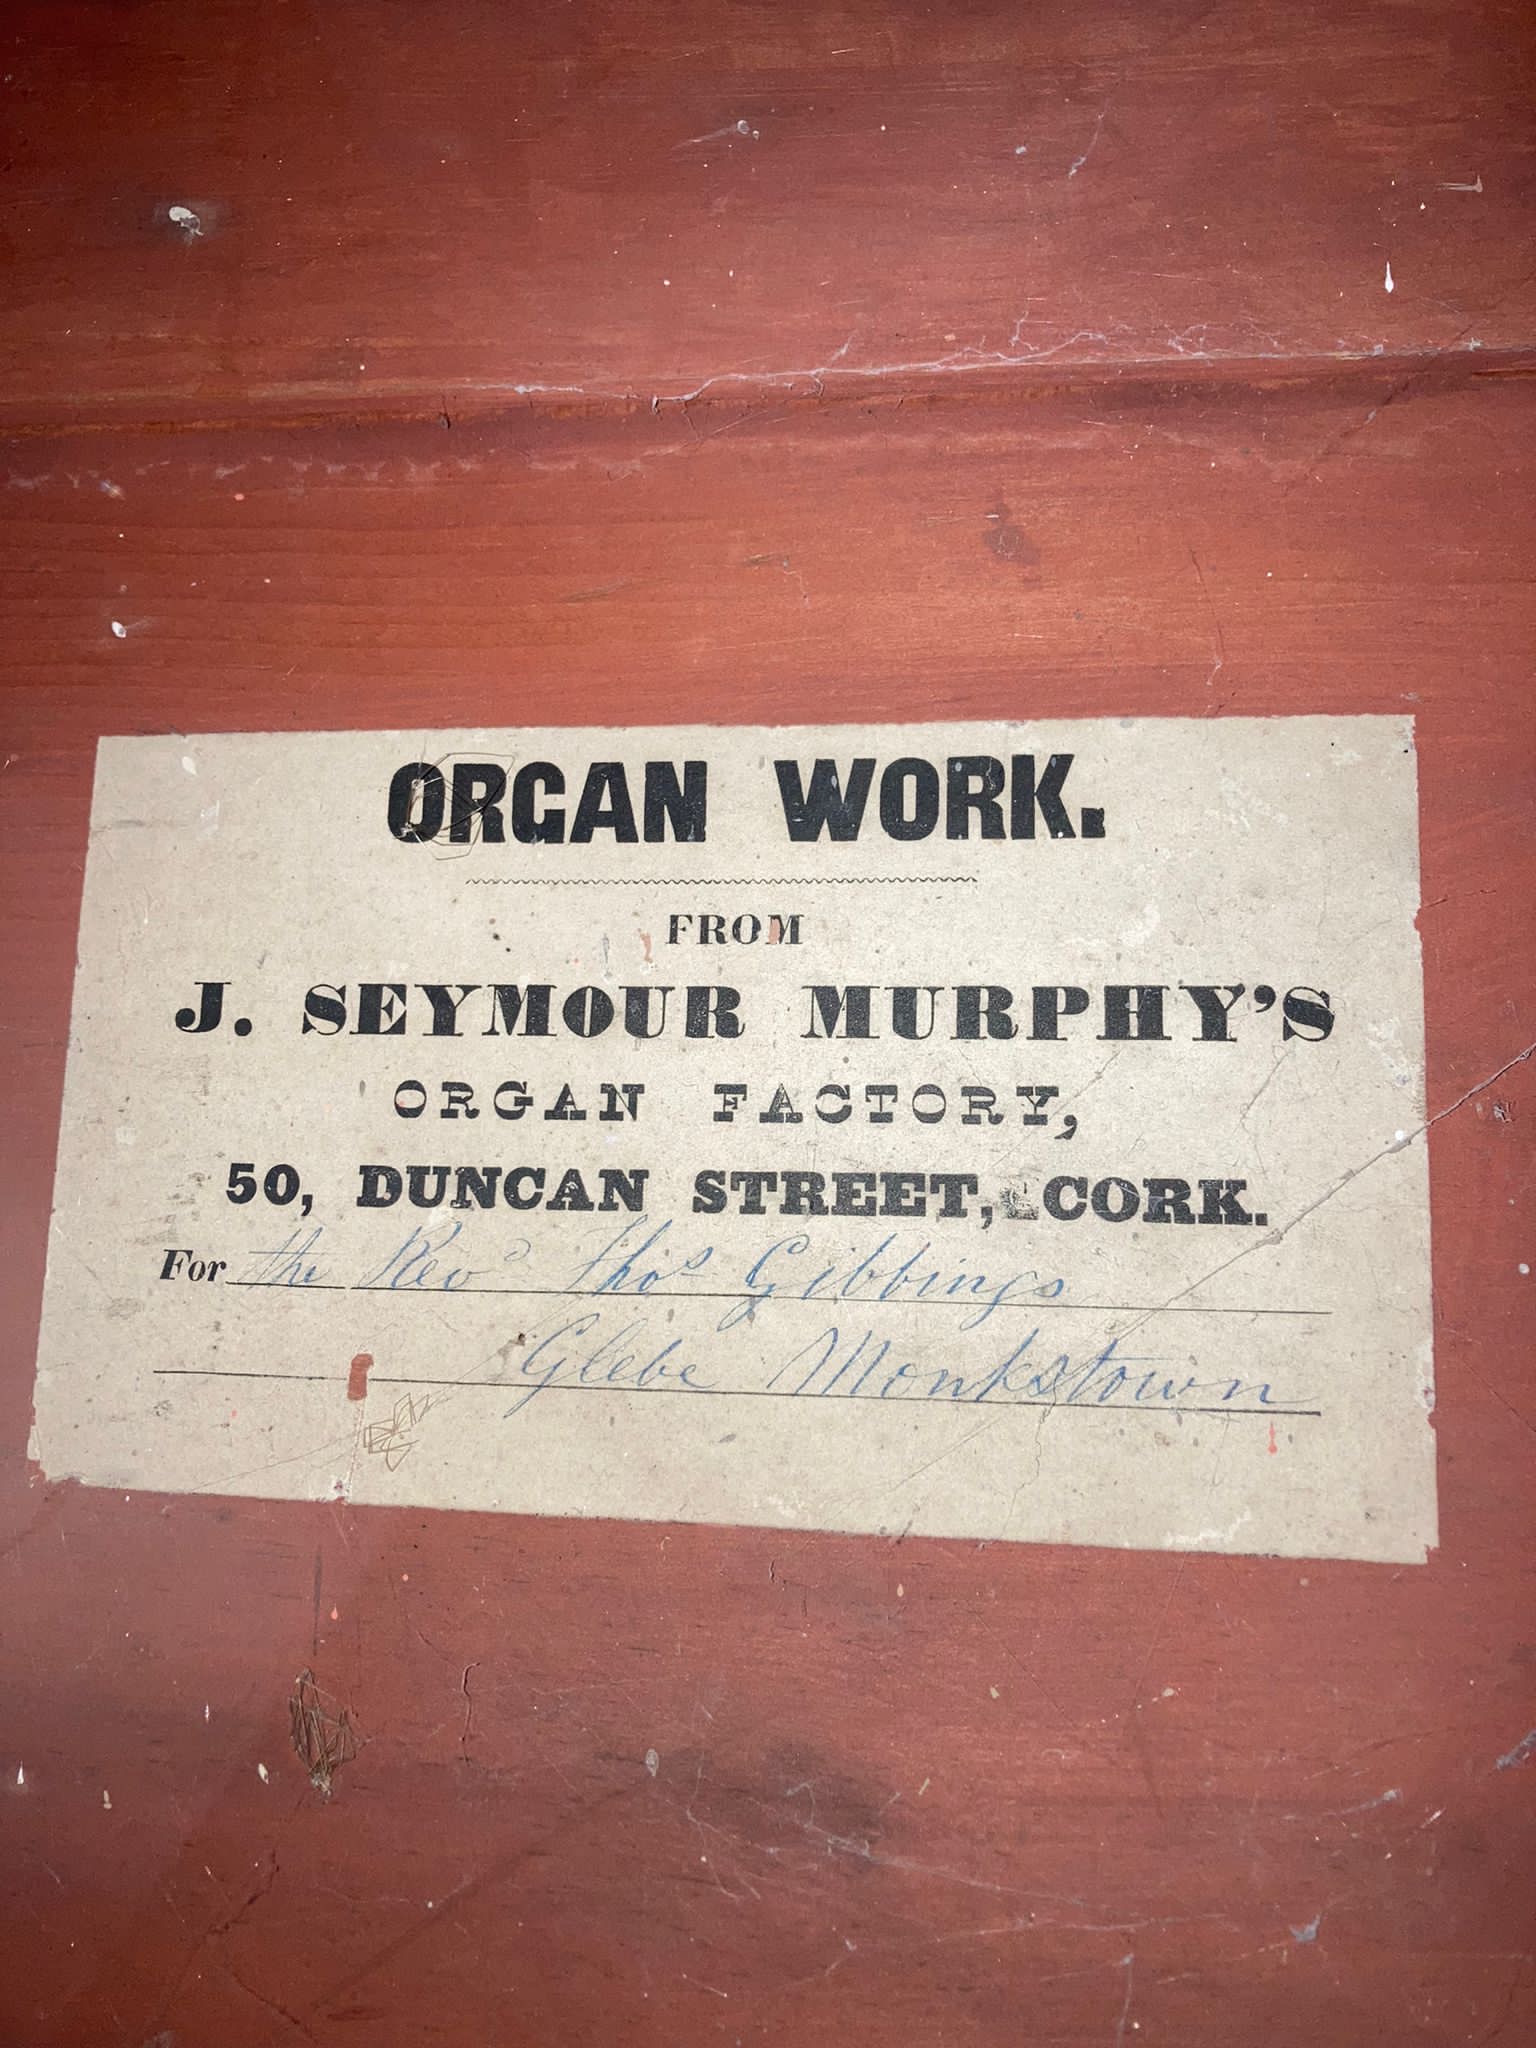 ORGAN WORK.
FROM
J. SEYMOUR MURPHY'S
ORGAN FACTORY,
50, DUNCAN STREET, CORK.
For the Revd Thos Gibbings
Glebe Monkstown